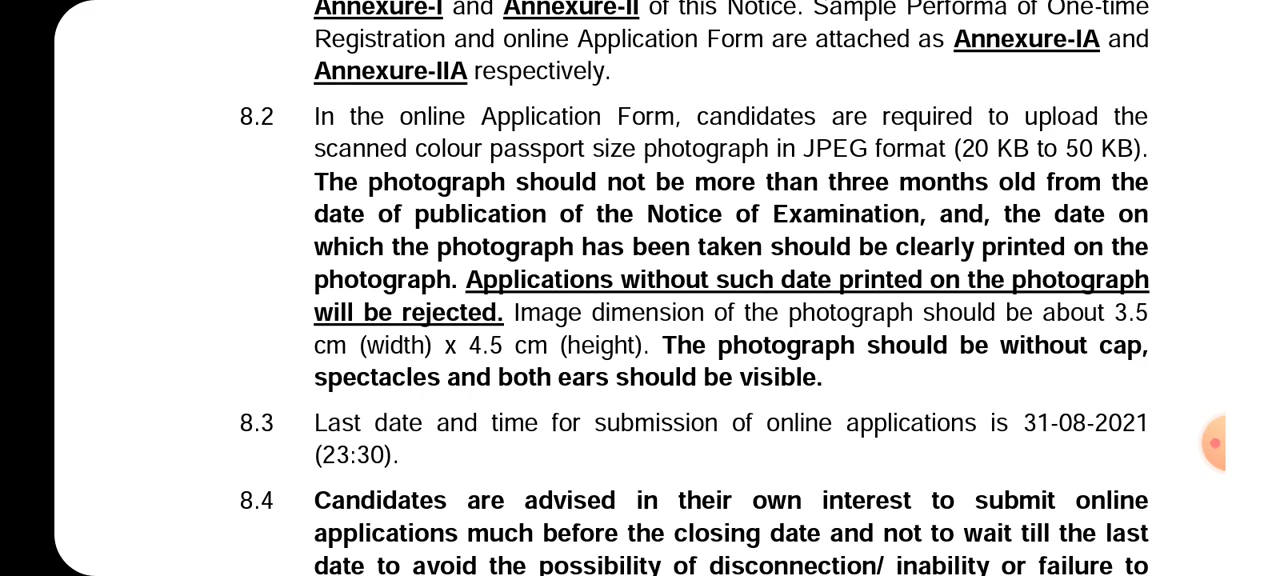 Annexure-I and Annexure-II of this Notice. Sample Performa of One-time
Registration and online Application Form are attached as Annexure-IA and
Annexure-IIA respectively.
8.2 In the online Application Form, candidates are required to upload the
scanned colour passport size photograph in JPEG format (20 KB to 50 KB).
The photograph should not be more than three months old from the
date of publication of the Notice of Examination, and, the date on
which the photograph has been taken should be clearly printed on the
photograph. Applications without such date printed on the photograph
will be rejected. Image dimension of the photograph should be about 3.5
cm (width) x 4.5 cm (height). The photograph should be without cap,
spectacles and both ears should be visible.
8.3 Last date and time for submission of online applications is 31-08-2021
(23:30).
8.4 Candidates are advised in their own interest to submit online
applications much before the closing date and not to wait till the last
date to avoid the possibility of disconnection/ inability or failure to